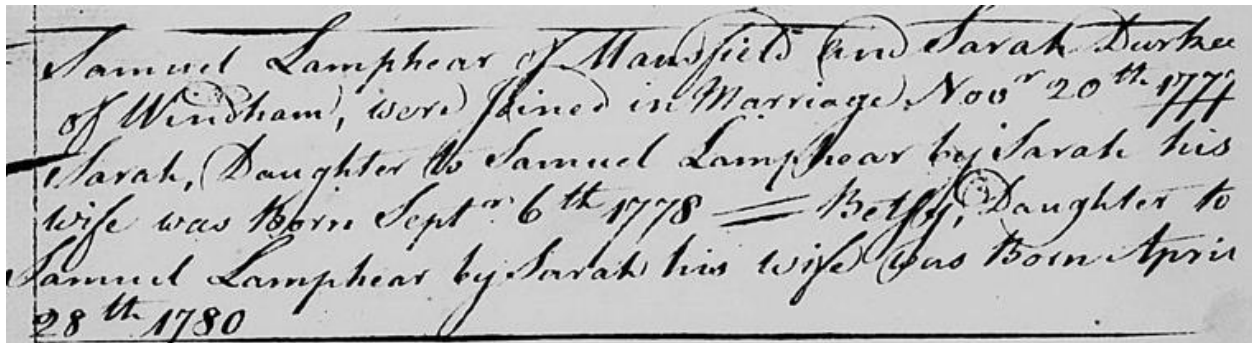 Samuel Lamphear of Mansfield and Sarah Durkee
of Windham, were Joined in Marriage Novr 20th 1777
Sarah, Daughter to Samuel Lamphear by Sarah his
wife was Born Septr 6th 1778 = Betsy, Daughter to
Samuel Lamphear by Sarah his wife was Born April
28th 1780